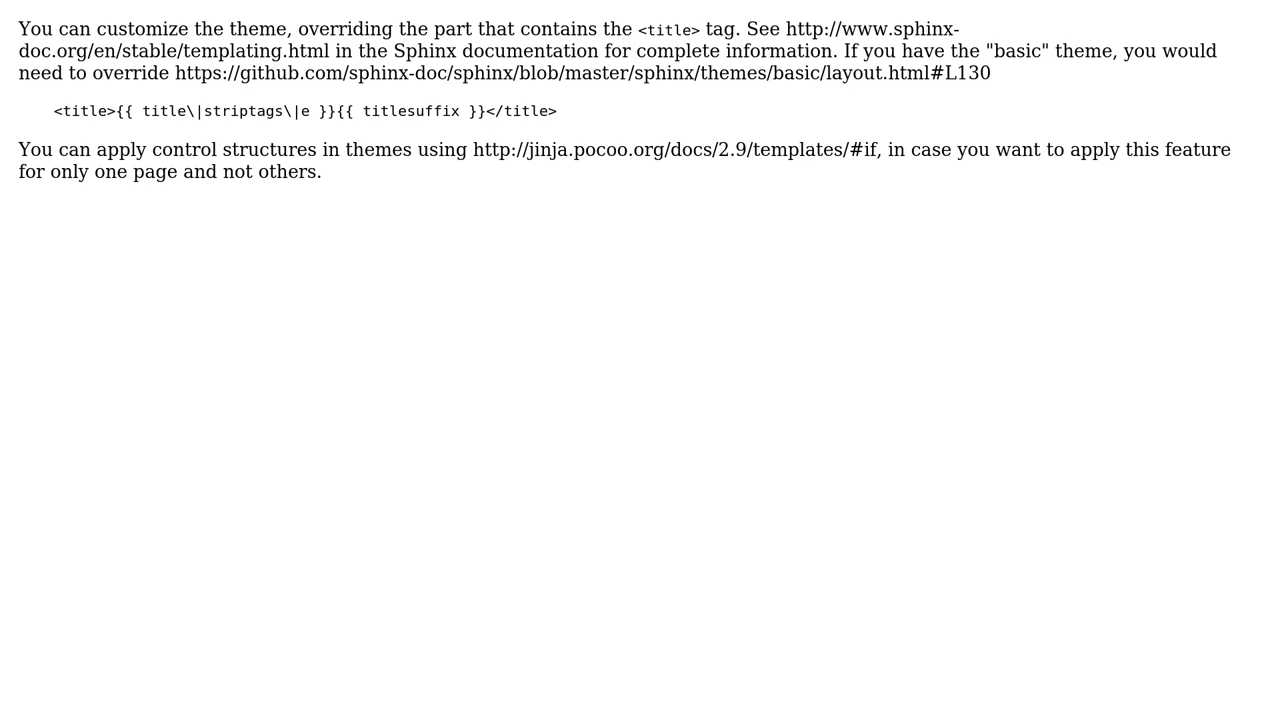 You can customize the theme, overriding the part that contains the <title> tag. See http://www.sphinx-
doc.org/en/stable/templating.html in the Sphinx documentation for complete information. If you have the "basic" theme, you would
need to override https://github.com/sphinx-doc/sphinx/blob/master/sphinx/themes/basic/layout.html#L130
<title>{{ title\|striptags\|e }}{{ titlesuffix }}</title>
You can apply control structures in themes using http://jinja.pocoo.org/docs/2.9/templates/#if, in case you want to apply this feature
for only one page and not others.